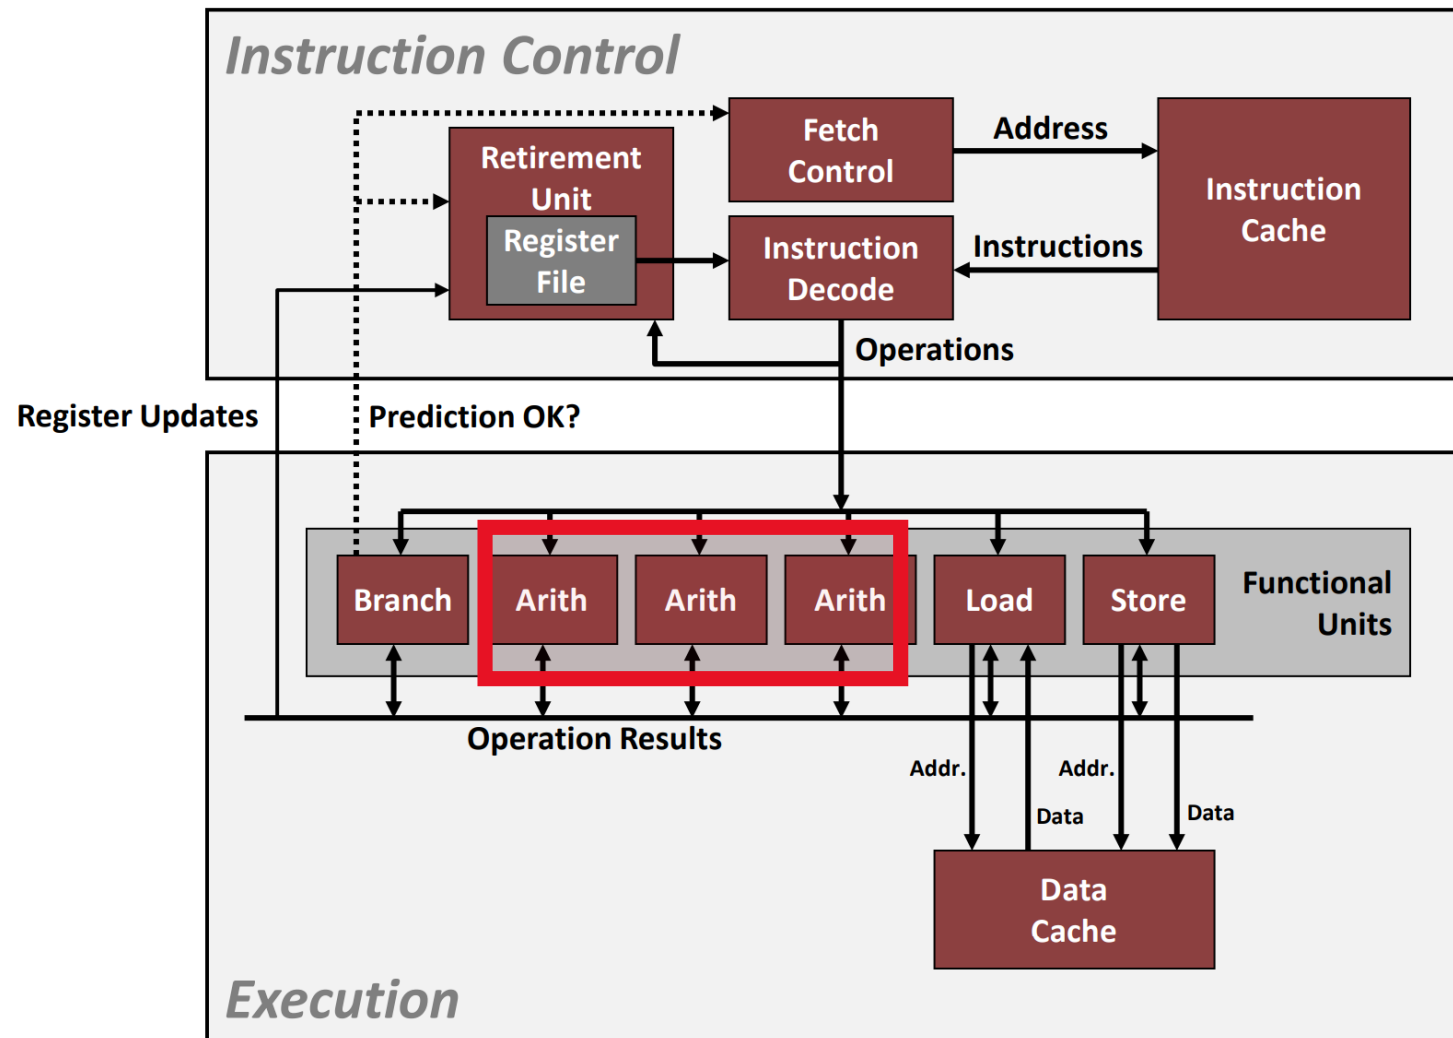 Instruction Control
Fetch
Control
Address
Instruction
Cache
Retirement
Unit
Register
File
Instruction
Decode
Instructions
Operations
Register Updates
Prediction OK?
Branch
Arith
Arith
Arith
Load
Store
Functional
Units
Operation Results
Addr.
Data
Addr.
Data
Data
Cache
Execution